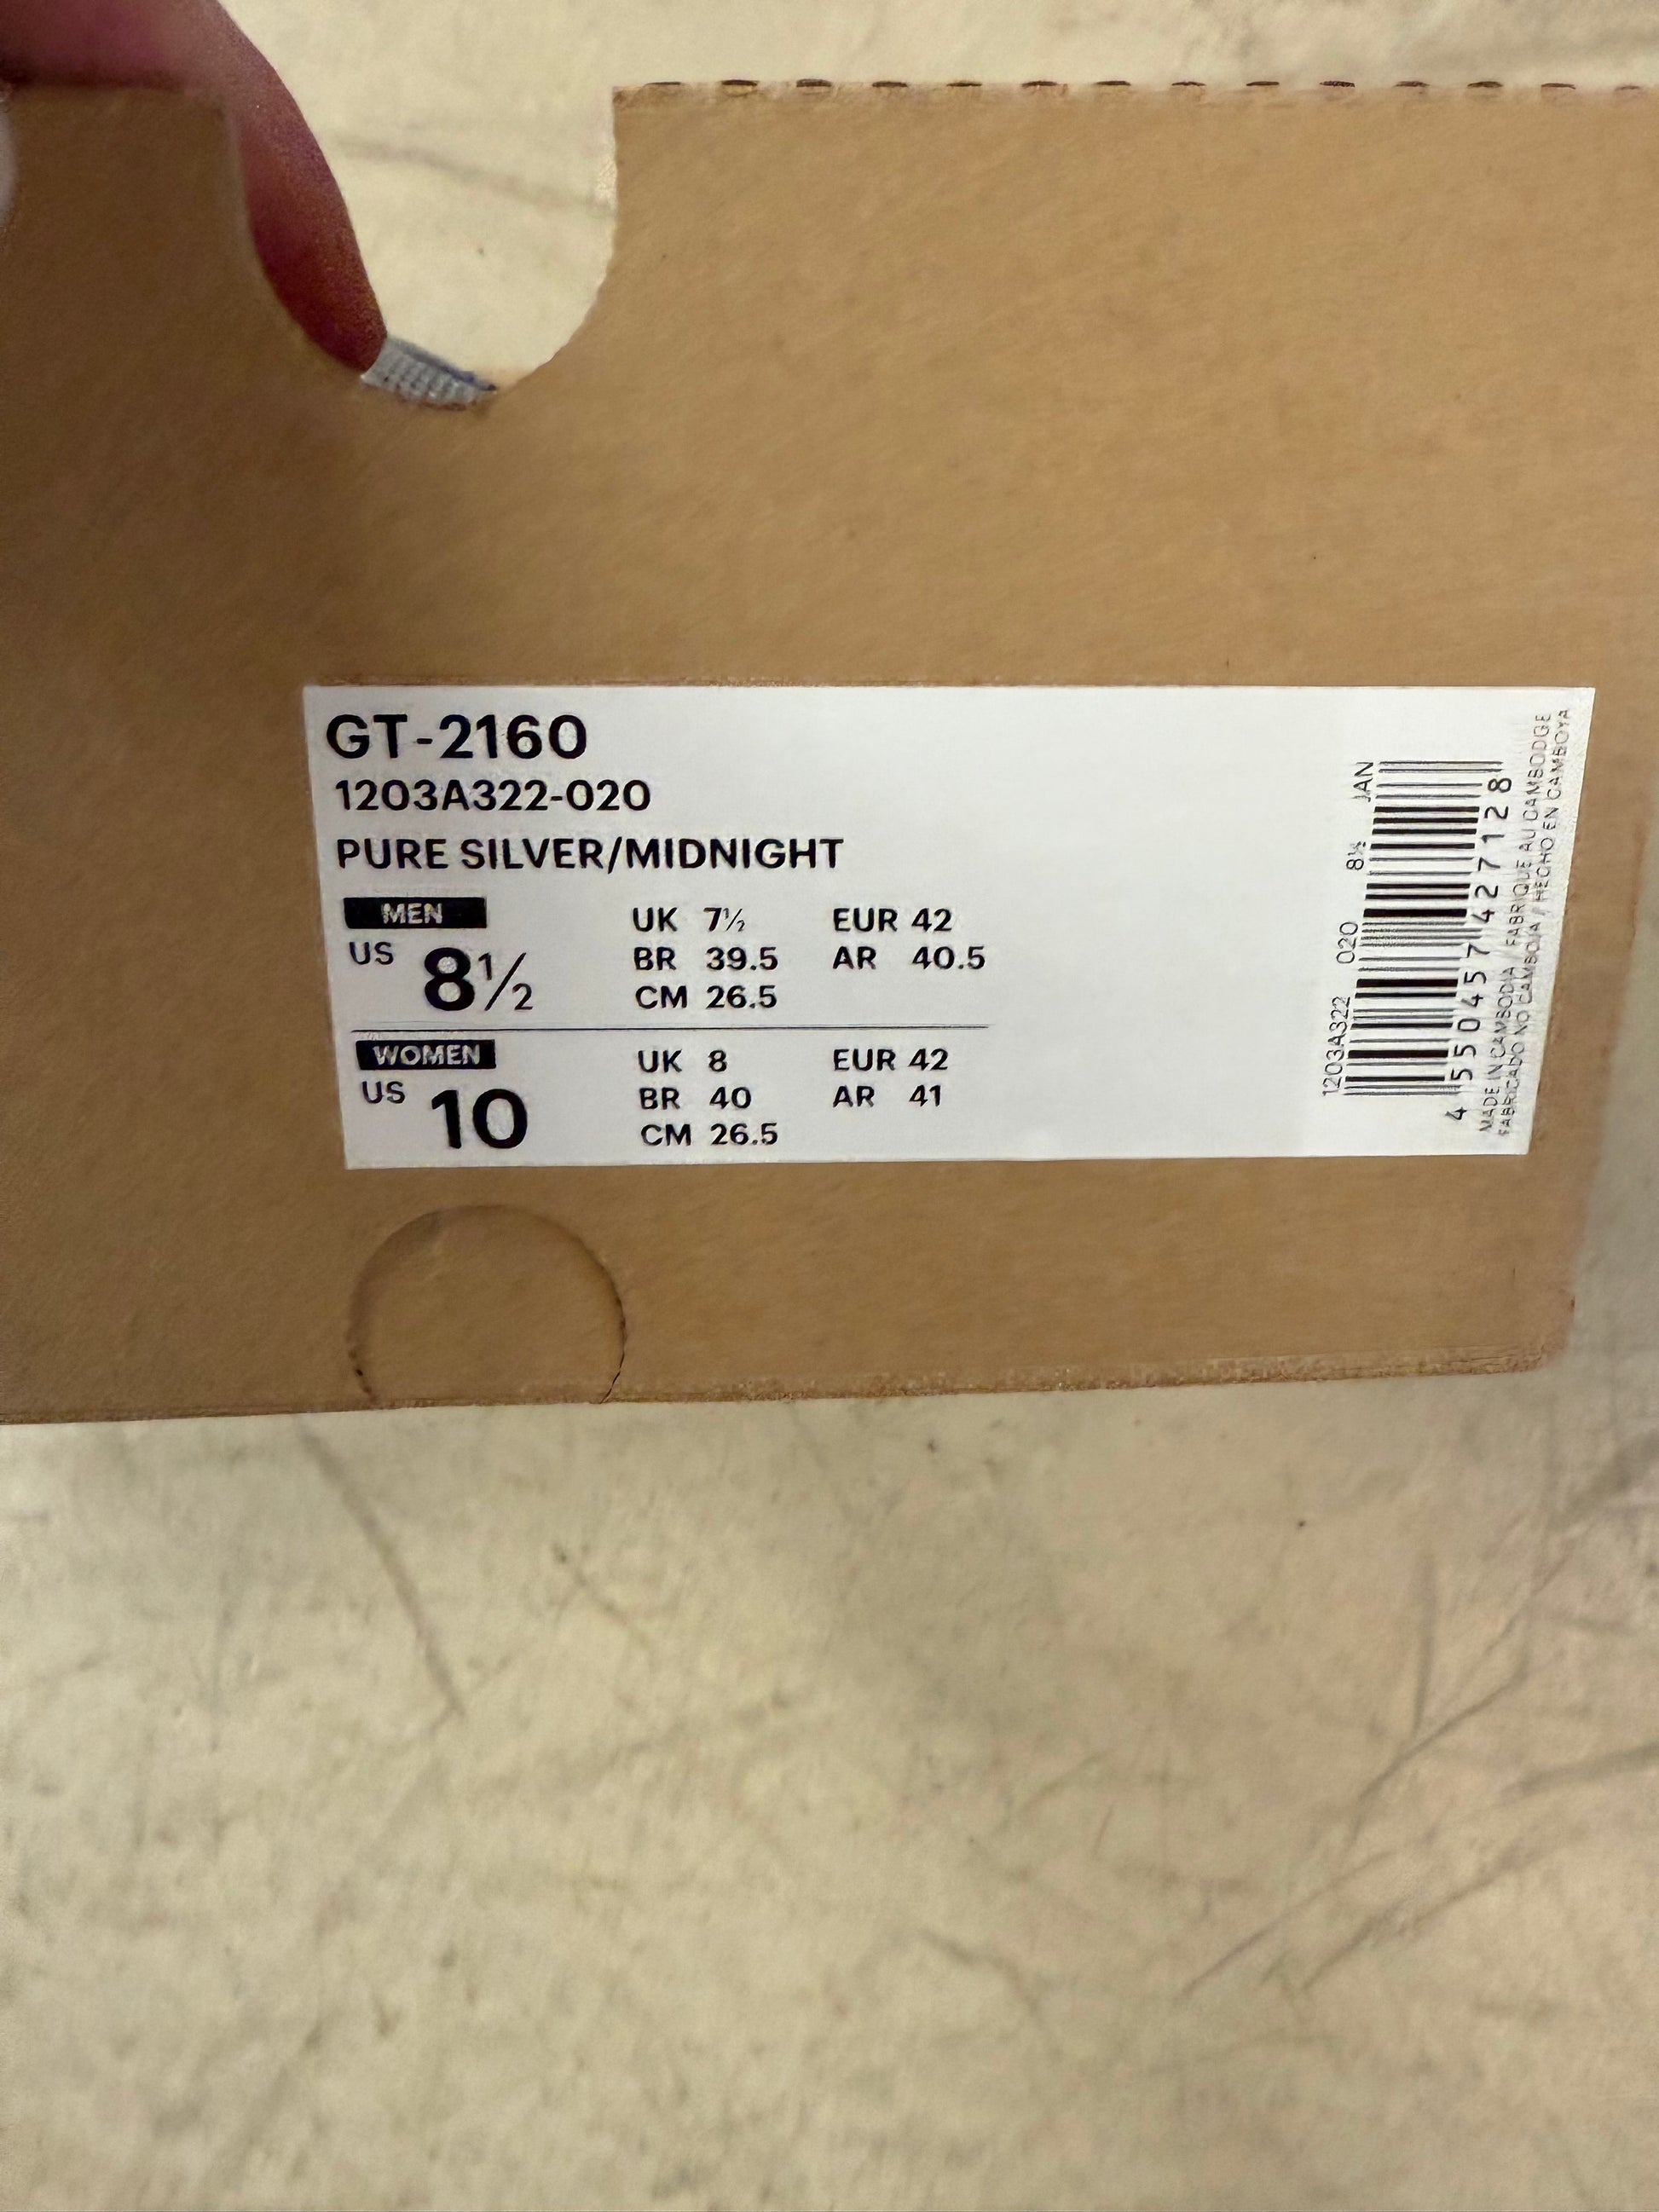 GT-2160
1203A322-020
PURE SILVER/MIDNIGHT
MEN
US 8½
UK 7½ EUR 42
BR 39.5 AR 40.5
CM 26.5
WOMEN
US 10
UK 8 EUR 42
BR 40 AR 41
CM 26.5
1203A322 020 8½ JAN
4 550457 427128
MADE IN CAMBODIA / FABRIQUE AU CAMBODGE
FABRICADO NO CAMBOJA / HECHO EN CAMBOYA